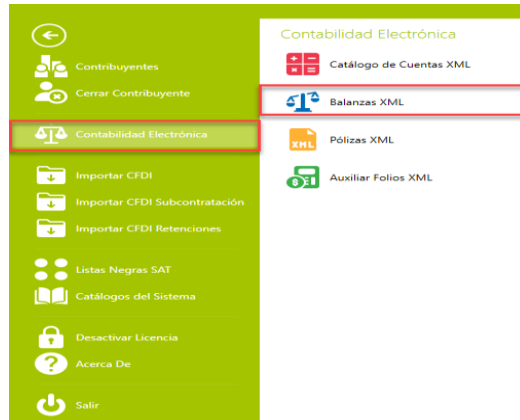 Contribuyentes
Cerrar Contribuyente
Contabilidad Electrónica
Importar CFDI
Importar CFDI Subcontratación
Importar CFDI Retenciones
Listas Negras SAT
Catálogos del Sistema
Desactivar Licencia
Acerca De
Salir
Contabilidad Electrónica
Catálogo de Cuentas XML
Balanzas XML
XML
Pólizas XML
Auxiliar Folios XML